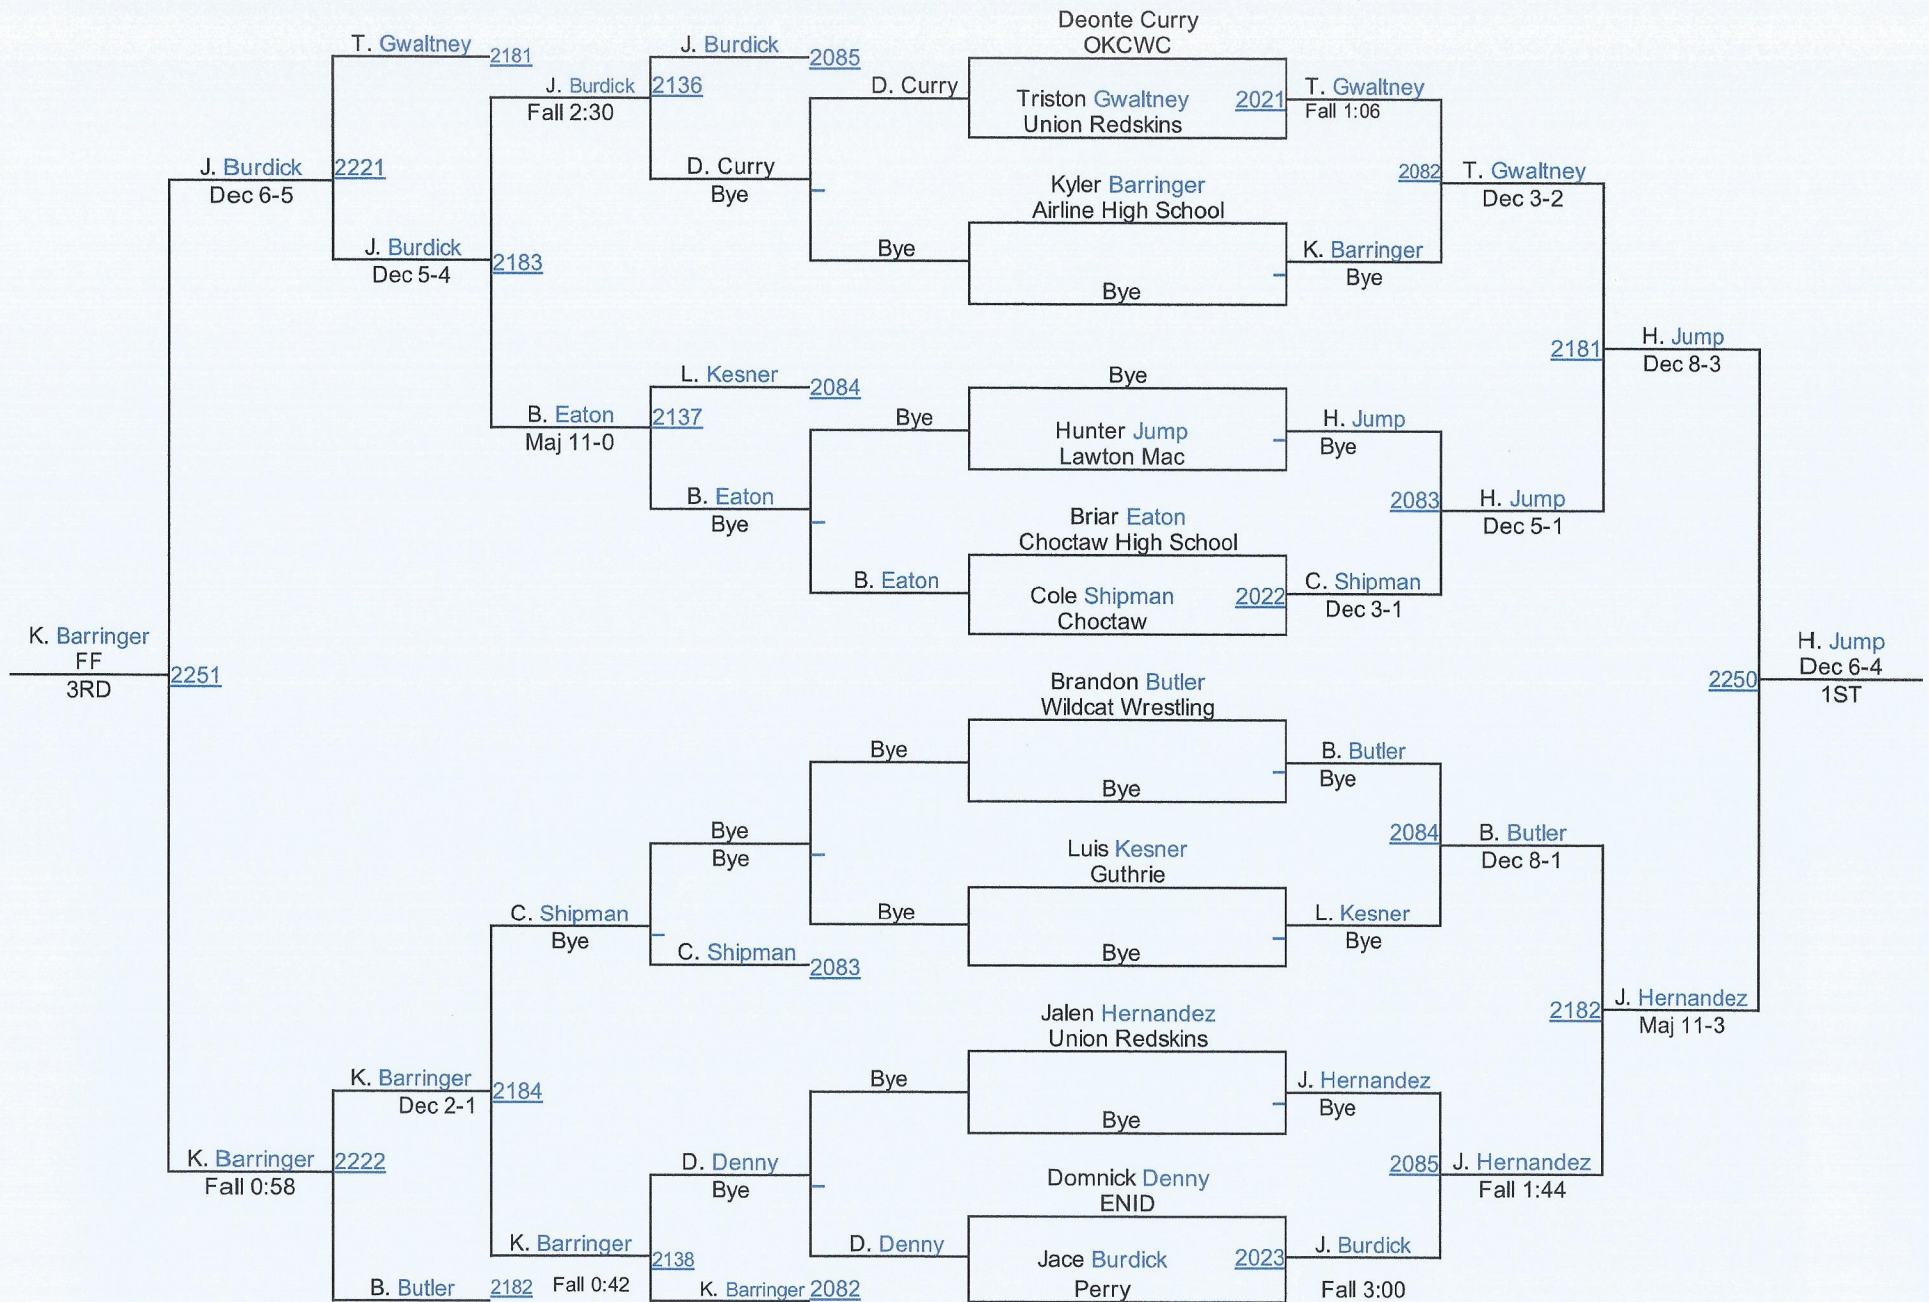 Deonte Curry
OKCWC
T. Gwaltney 2181
J. Burdick 2085
J. Burdick 2136
Fall 2:30
D. Curry
Triston Gwaltney 2021
Union Redskins
T. Gwaltney
Fall 1:06
J. Burdick 2221
Dec 6-5
D. Curry
Bye
Kyler Barringer
Airline High School
2082 T. Gwaltney
Dec 3-2
J. Burdick 2183
Dec 5-4
Bye
K. Barringer
Bye
Bye
2181 H. Jump
Dec 8-3
L. Kesner 2084
Bye
B. Eaton 2137
Maj 11-0
Bye
Hunter Jump
Lawton Mac
H. Jump
Bye
B. Eaton
Bye
Briar Eaton
Choctaw High School
2083 H. Jump
Dec 5-1
B. Eaton
Cole Shipman 2022
Choctaw
C. Shipman
Dec 3-1
K. Barringer
FF
3RD
2251
H. Jump
Dec 6-4
1ST
2250
Brandon Butler
Wildcat Wrestling
Bye
Bye
B. Butler
Bye
Bye
Bye
Luis Kesner
Guthrie
2084 B. Butler
Dec 8-1
C. Shipman
Bye
Bye
Bye
L. Kesner
Bye
C. Shipman 2083
Jalen Hernandez
Union Redskins
2182 J. Hernandez
Maj 11-3
K. Barringer 2184
Dec 2-1
Bye
Bye
J. Hernandez
Bye
K. Barringer 2222
Fall 0:58
D. Denny
Bye
Domnick Denny
ENID
2085 J. Hernandez
Fall 1:44
K. Barringer 2138
Fall 0:42
D. Denny
Jace Burdick 2023
Perry
J. Burdick
Fall 3:00
B. Butler 2182
K. Barringer 2082